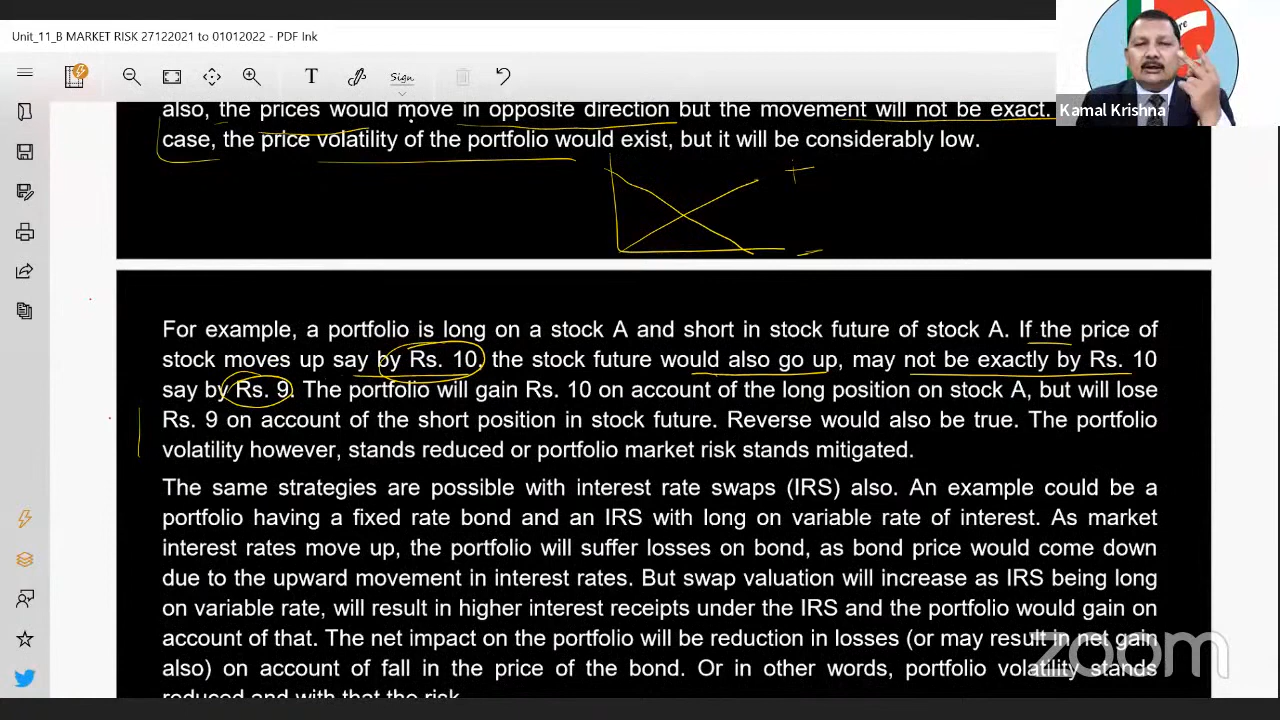 Unit_11_B MARKET RISK 27122021 to 01012022 - PDF Ink
T
Sign
Kamal Krishna
also, the prices would move in opposite direction but the movement will not be exact.
case, the price volatility of the portfolio would exist, but it will be considerably low.
+
-
For example, a portfolio is long on a stock A and short in stock future of stock A. If the price of
stock moves up say by Rs. 10, the stock future would also go up, may not be exactly by Rs. 10
say by Rs. 9. The portfolio will gain Rs. 10 on account of the long position on stock A, but will lose
Rs. 9 on account of the short position in stock future. Reverse would also be true. The portfolio
volatility however, stands reduced or portfolio market risk stands mitigated.
The same strategies are possible with interest rate swaps (IRS) also. An example could be a
portfolio having a fixed rate bond and an IRS with long on variable rate of interest. As market
interest rates move up, the portfolio will suffer losses on bond, as bond price would come down
due to the upward movement in interest rates. But swap valuation will increase as IRS being long
on variable rate, will result in higher interest receipts under the IRS and the portfolio would gain on
account of that. The net impact on the portfolio will be reduction in losses (or may result in net gain
also) on account of fall in the price of the bond. Or in other words, portfolio volatility stands
reduced and with that the risk.
zoom